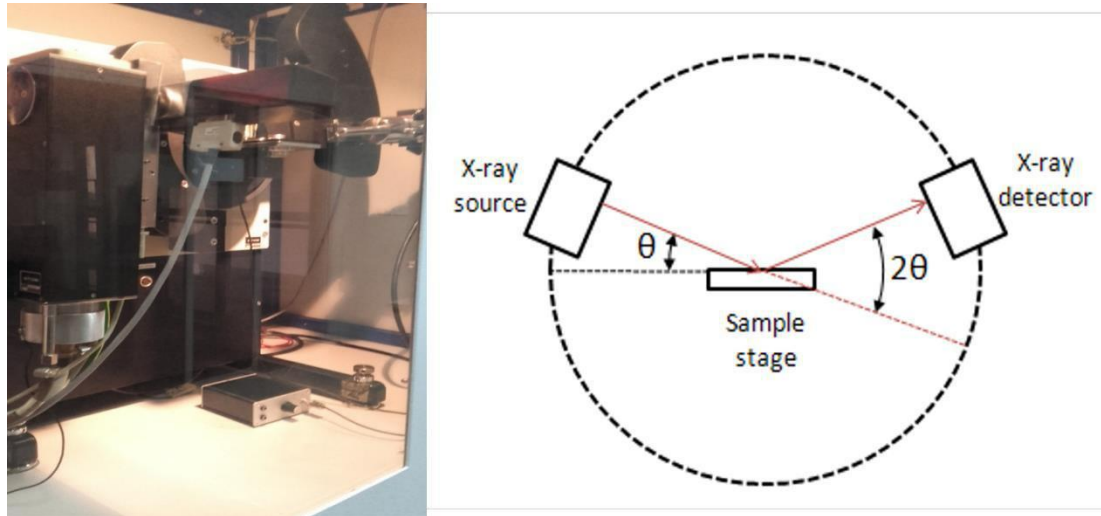 X-ray
source
X-ray
detector
θ
2θ
Sample
stage